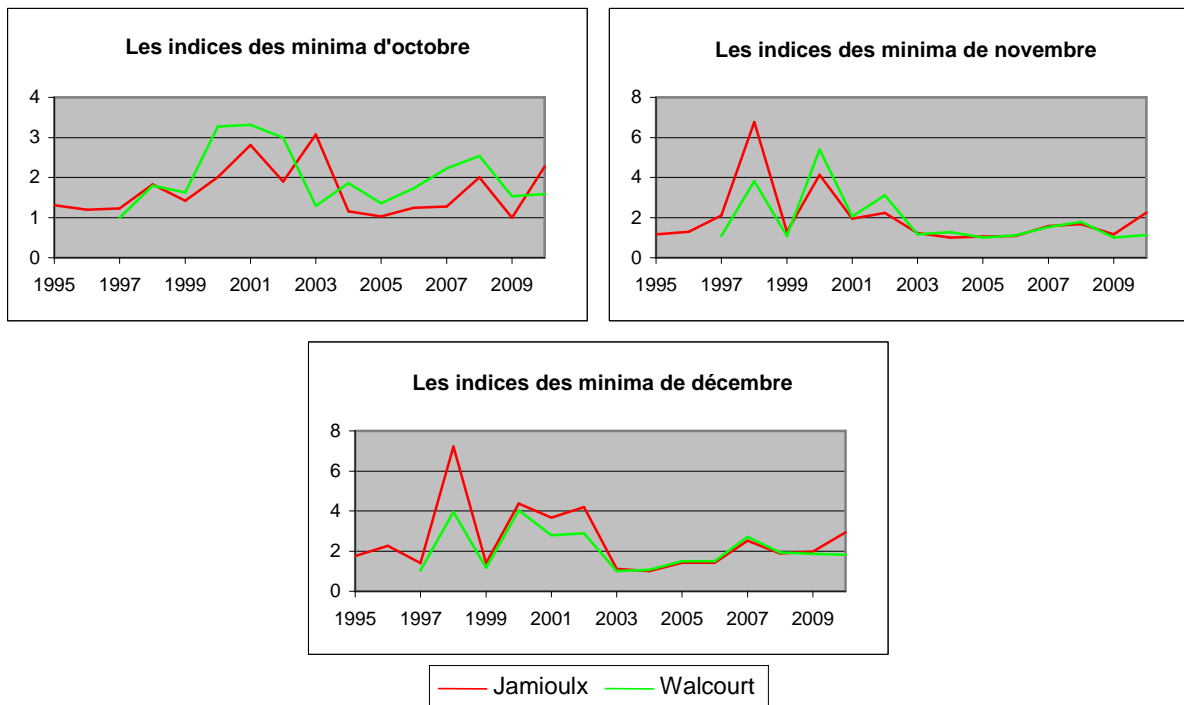 Les indices des minima d'octobre
4
3
2
1
0
1995 1997 1999 2001 2003 2005 2007 2009
Les indices des minima de novembre
8
6
4
2
0
1995 1997 1999 2001 2003 2005 2007 2009
Les indices des minima de décembre
8
6
4
2
0
1995 1997 1999 2001 2003 2005 2007 2009
Jamioulx Walcourt